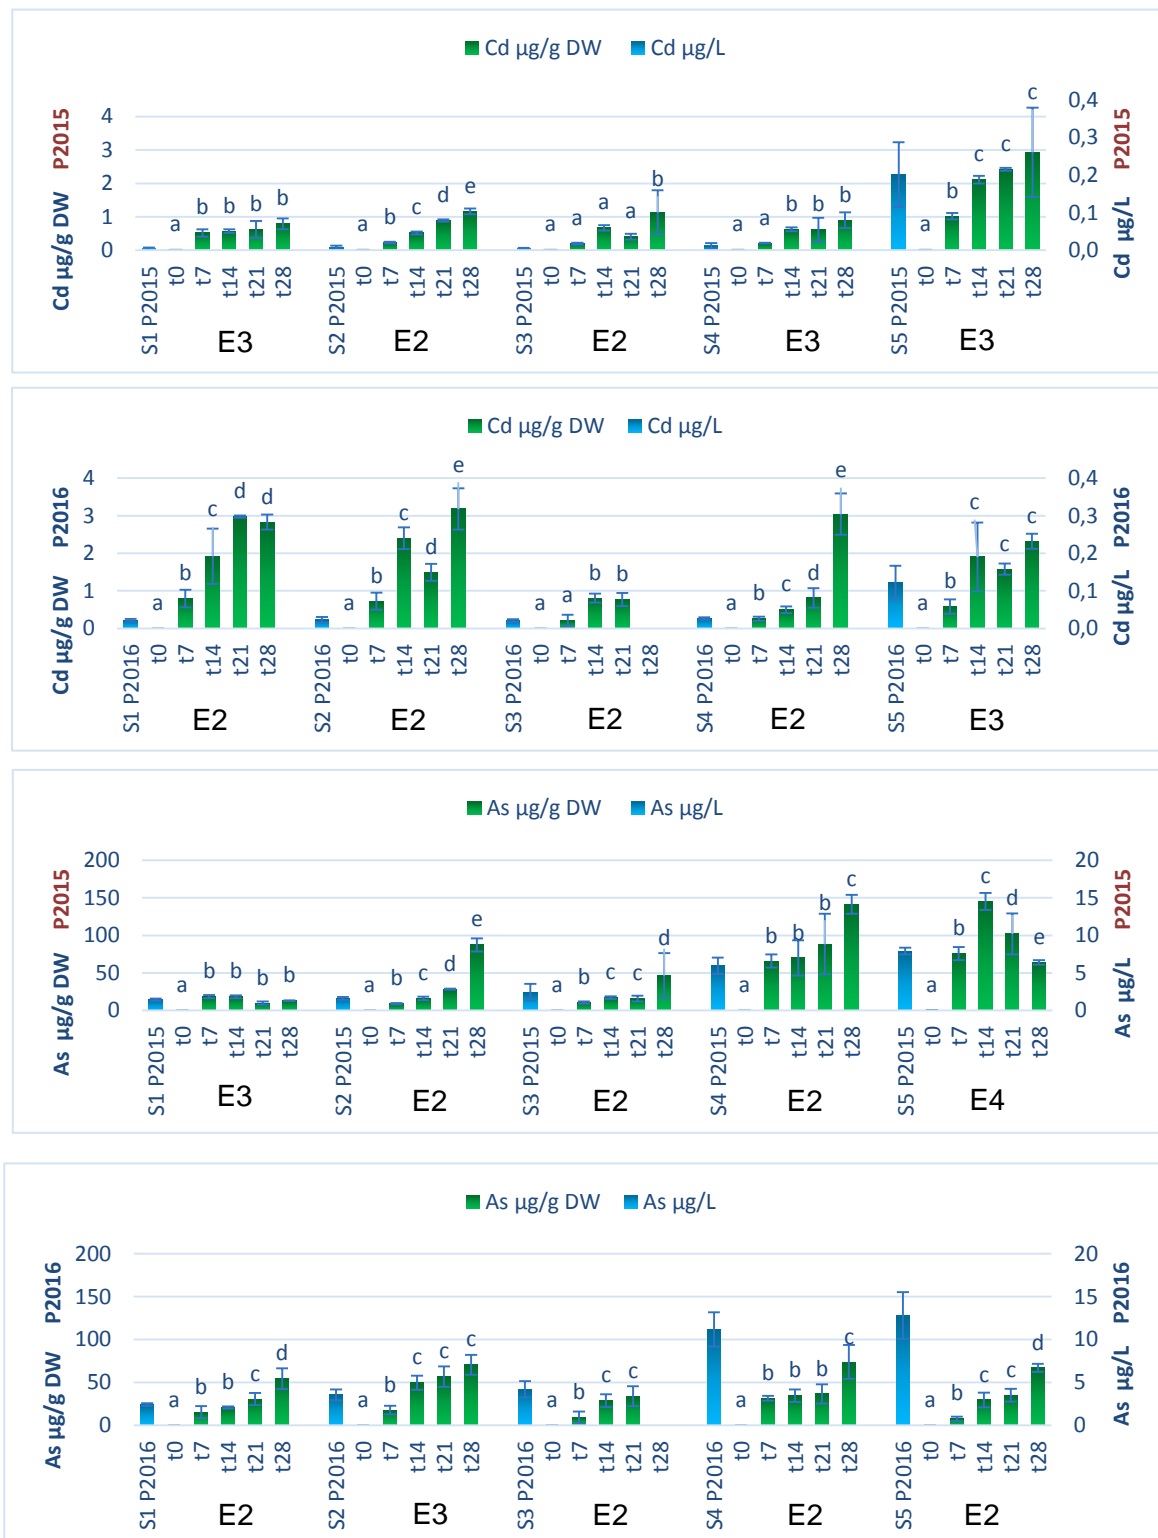 Cd µg/g DW Cd µg/L
Cd µg/g DW P2015
4
3
2
1
0
0,4
0,3
0,2
0,1
0,0
Cd µg/L P2015
a b b b b
a b c d e
a a a a b
a a b b b
a b c c c
S1 P2015 t0 t7 t14 t21 t28
S2 P2015 t0 t7 t14 t21 t28
S3 P2015 t0 t7 t14 t21 t28
S4 P2015 t0 t7 t14 t21 t28
S5 P2015 t0 t7 t14 t21 t28
E3 E2 E2 E3 E3
Cd µg/g DW Cd µg/L
Cd µg/g DW P2016
4
3
2
1
0
0,4
0,3
0,2
0,1
0,0
Cd µg/L P2016
a b c d d
a b c d e
a a b b
a b c d e
a b c c c
S1 P2016 t0 t7 t14 t21 t28
S2 P2016 t0 t7 t14 t21 t28
S3 P2016 t0 t7 t14 t21 t28
S4 P2016 t0 t7 t14 t21 t28
S5 P2016 t0 t7 t14 t21 t28
E2 E2 E2 E2 E3
As µg/g DW As µg/L
As µg/g DW P2015
200
150
100
50
0
20
15
10
5
0
As µg/L P2015
a b b b b
a b c d e
a b c c d
a b b b c
a b c d e
S1 P2015 t0 t7 t14 t21 t28
S2 P2015 t0 t7 t14 t21 t28
S3 P2015 t0 t7 t14 t21 t28
S4 P2015 t0 t7 t14 t21 t28
S5 P2015 t0 t7 t14 t21 t28
E3 E2 E2 E2 E4
As µg/g DW As µg/L
As µg/g DW P2016
200
150
100
50
0
20
15
10
5
0
As µg/L P2016
a b b c d
a b c c c
a b c c
a b b b c
a b c c d
S1 P2016 t0 t7 t14 t21 t28
S2 P2016 t0 t7 t14 t21 t28
S3 P2016 t0 t7 t14 t21 t28
S4 P2016 t0 t7 t14 t21 t28
S5 P2016 t0 t7 t14 t21 t28
E2 E3 E2 E2 E2